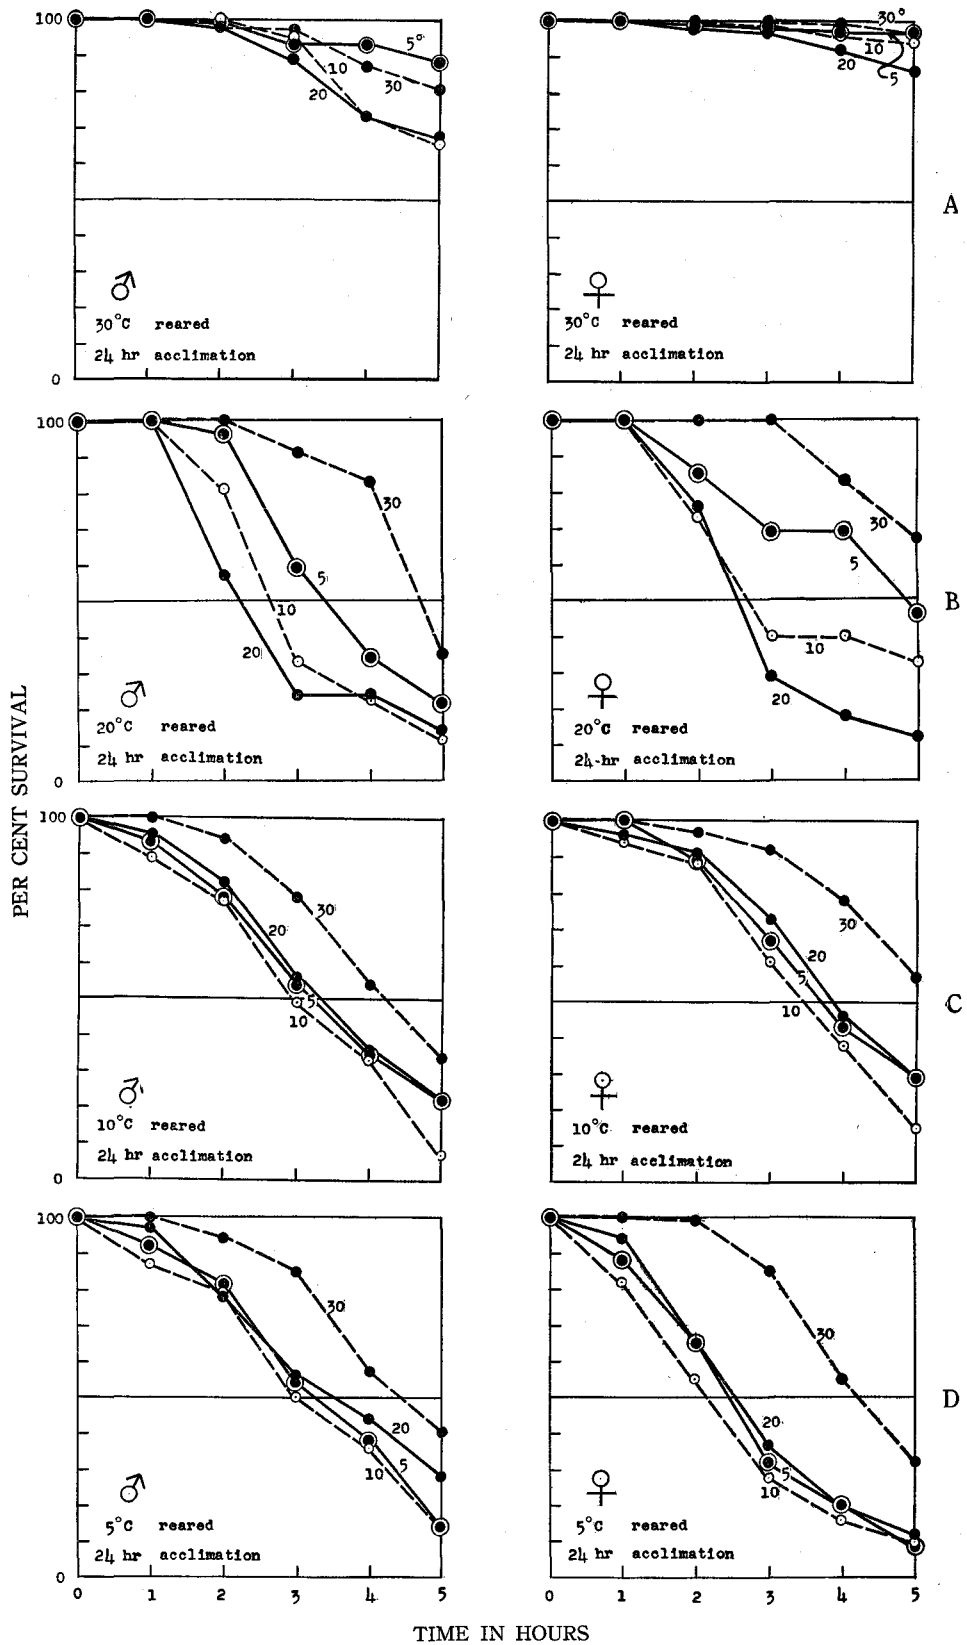 100
5°
10
30
20
♂
30°C reared
24 hr acclimation
0
30°
10
20
5
♀
30°C reared
24 hr acclimation
A
100
30
5
10
20
♂
20°C reared
24 hr acclimation
0
30
5
10
20
♀
20°C reared
24-hr acclimation
B
PER CENT SURVIVAL
100
30
20
5
10
♂
10°C reared
24 hr acclimation
0
30
20
5
10
♀
10°C reared
24 hr acclimation
C
100
30
20
5
10
♂
5°C reared
24 hr acclimation
0
0 1 2 3 4 5
30
20
5
10
♀
5°C reared
24 hr acclimation
D
0 1 2 3 4 5
TIME IN HOURS